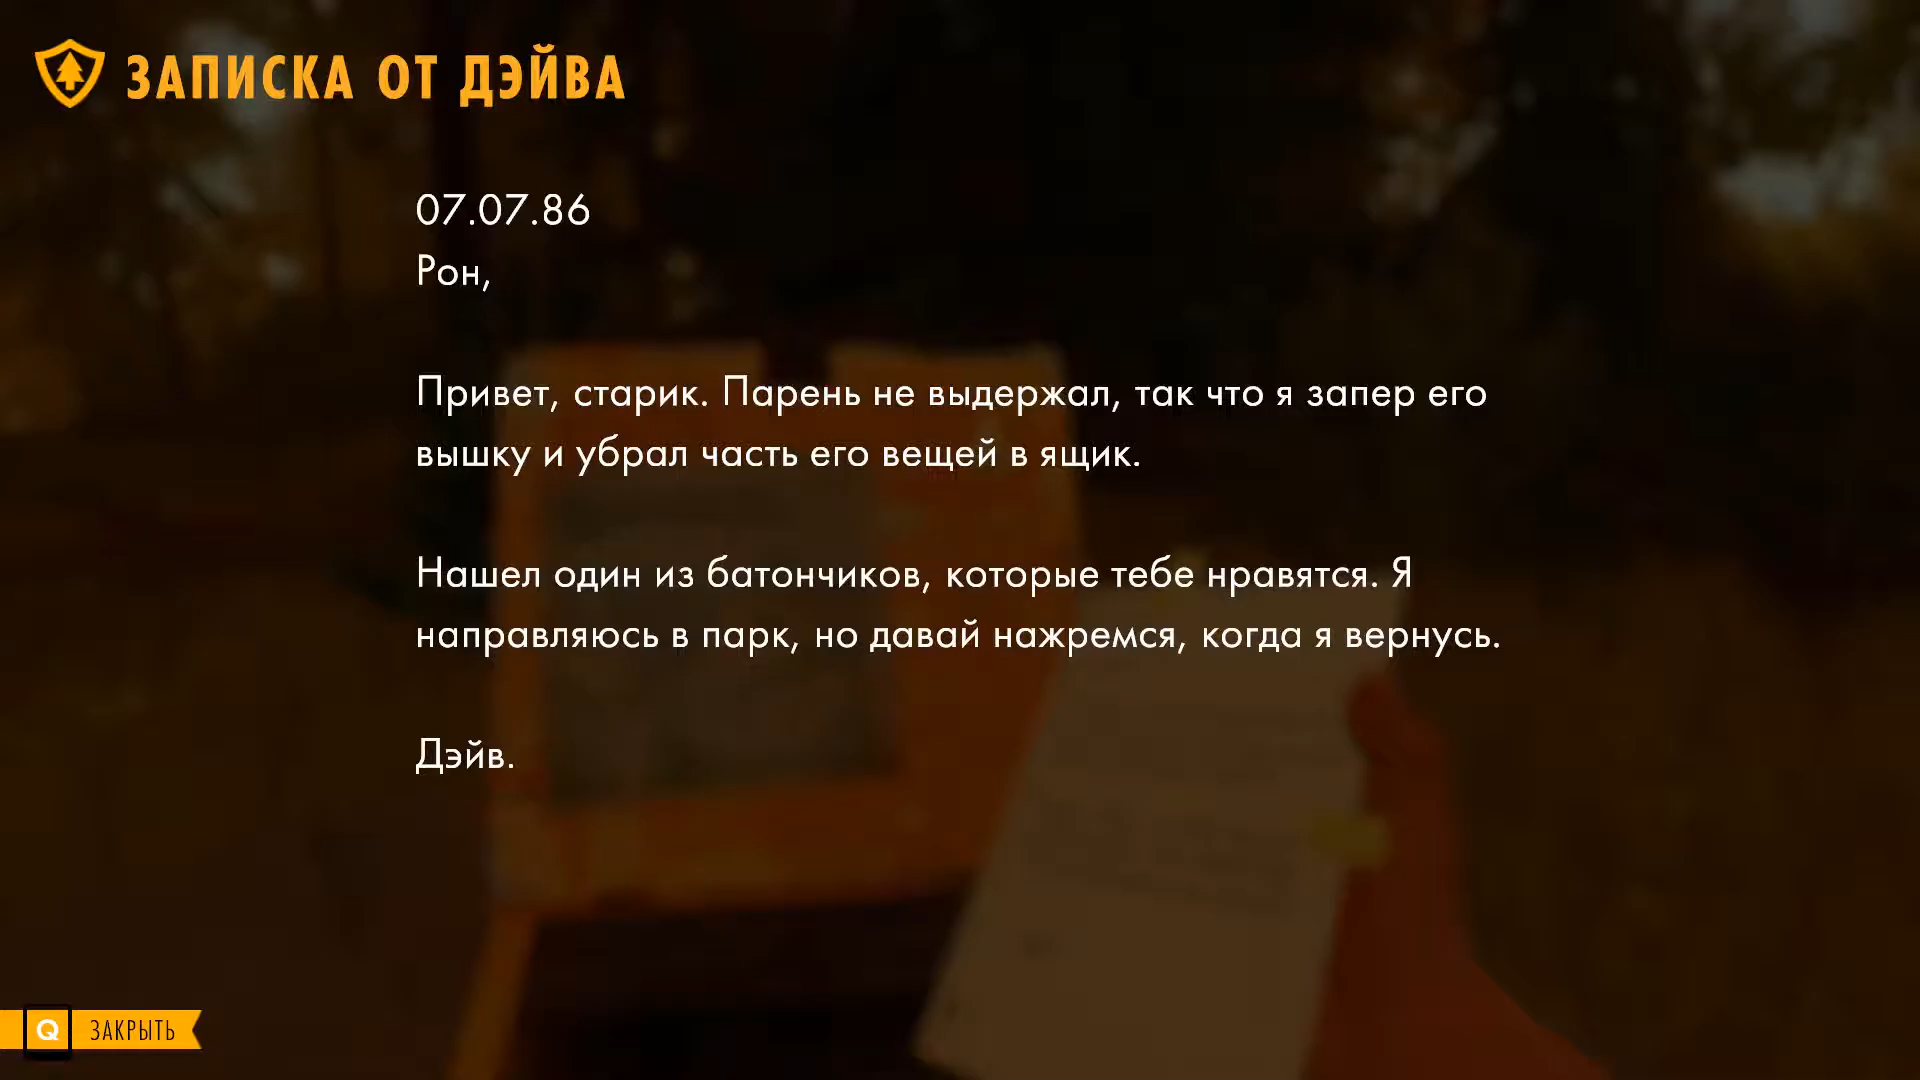 ЗАПИСКА ОТ ДЭЙВА
07.07.86
Рон,
Привет, старик. Парень не выдержал, так что я запер его
вышку и убрал часть его вещей в ящик.
Нашел один из батончиков, которые тебе нравятся. Я
направляюсь в парк, но давай нажремся, когда я вернусь.
Дэйв.
Q ЗАКРЫТЬ